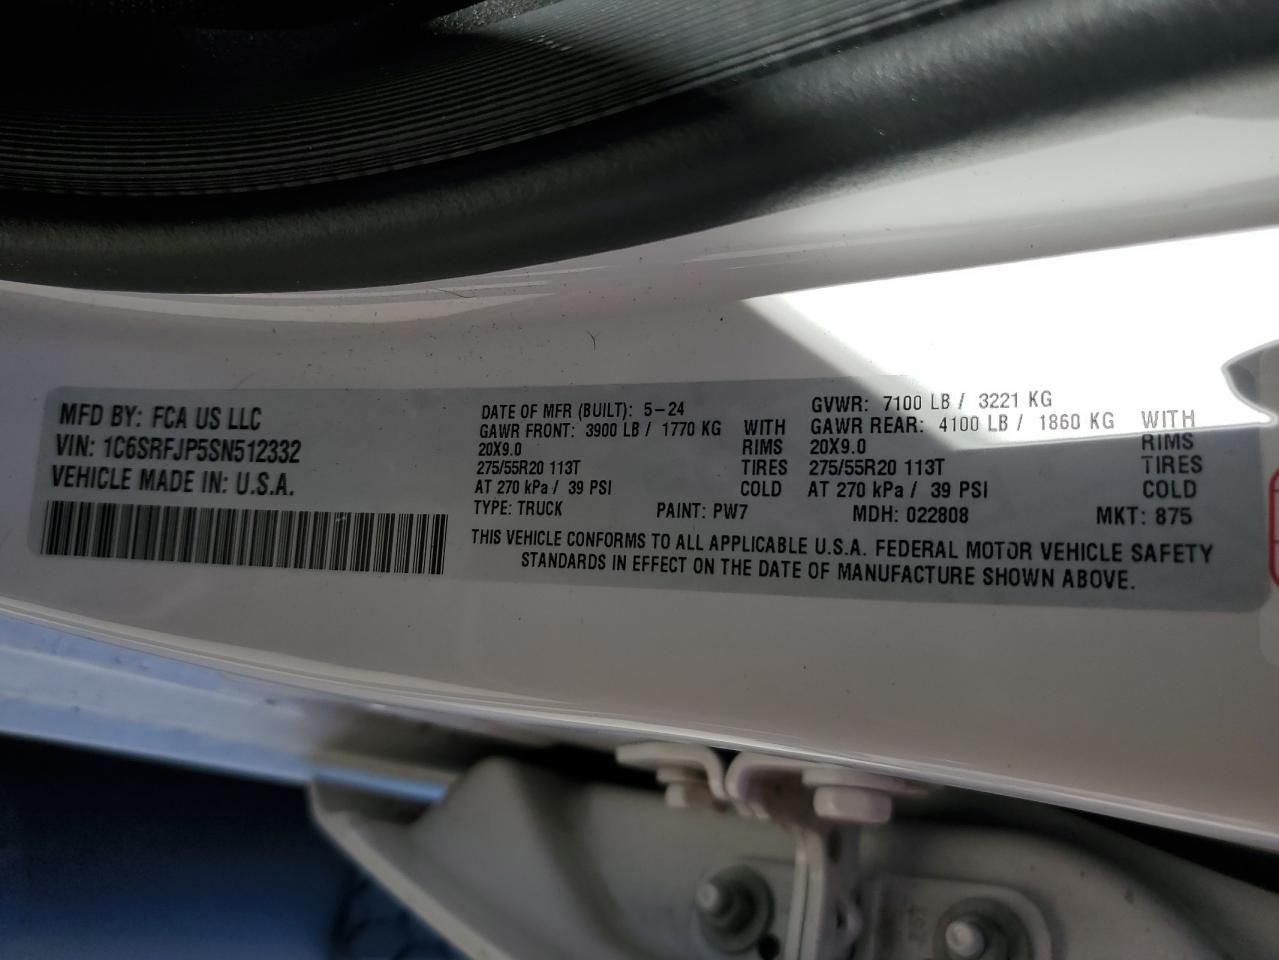 MFD BY: FCA US LLC
VIN: 1C6SRFJP5SN512332
VEHICLE MADE IN: U.S.A.
DATE OF MFR (BUILT): 5-24 GVWR: 7100 LB / 3221 KG
GAWR FRONT: 3900 LB / 1770 KG WITH GAWR REAR: 4100 LB / 1860 KG WITH
20X9.0 RIMS 20X9.0 RIMS
275/55R20 113T TIRES 275/55R20 113T TIRES
AT 270 kPa / 39 PSI COLD AT 270 kPa / 39 PSI COLD
TYPE: TRUCK PAINT: PW7 MDH: 022808 MKT: 875
THIS VEHICLE CONFORMS TO ALL APPLICABLE U.S.A. FEDERAL MOTOR VEHICLE SAFETY
STANDARDS IN EFFECT ON THE DATE OF MANUFACTURE SHOWN ABOVE.